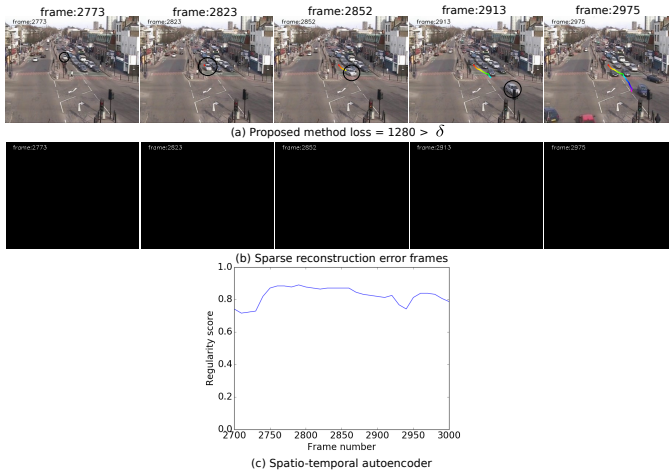 frame:2773 frame:2823 frame:2852 frame:2913 frame:2975
frame:2773 frame:2823 frame:2852 frame:2913 frame:2975
(a) Proposed method loss = 1280 > δ
frame:2773 frame:2823 frame:2852 frame:2913 frame:2975
(b) Sparse reconstruction error frames
1.0
0.8
0.6
0.4
0.2
0.0
Regularity score
2700 2750 2800 2850 2900 2950 3000
Frame number
(c) Spatio-temporal autoencoder